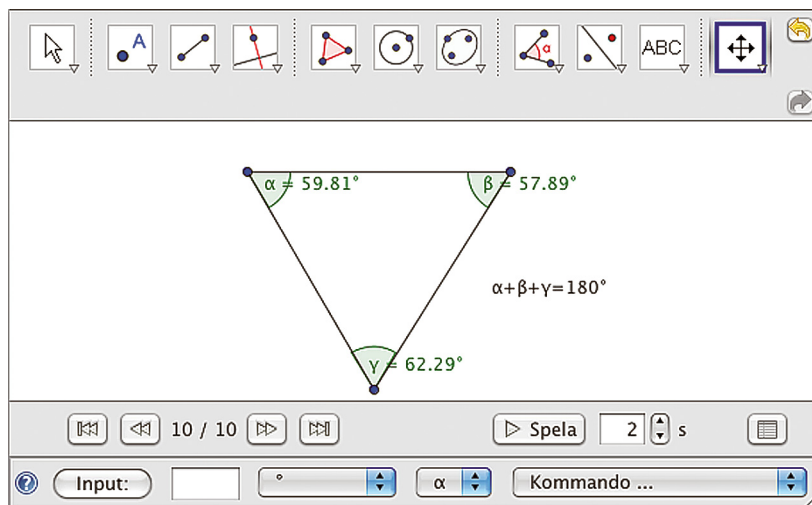 A
α
ABC
α = 59.81°
β = 57.89°
α+β+γ=180°
γ = 62.29°
10 / 10
Spela
2
s
Input:
°
α
Kommando ...